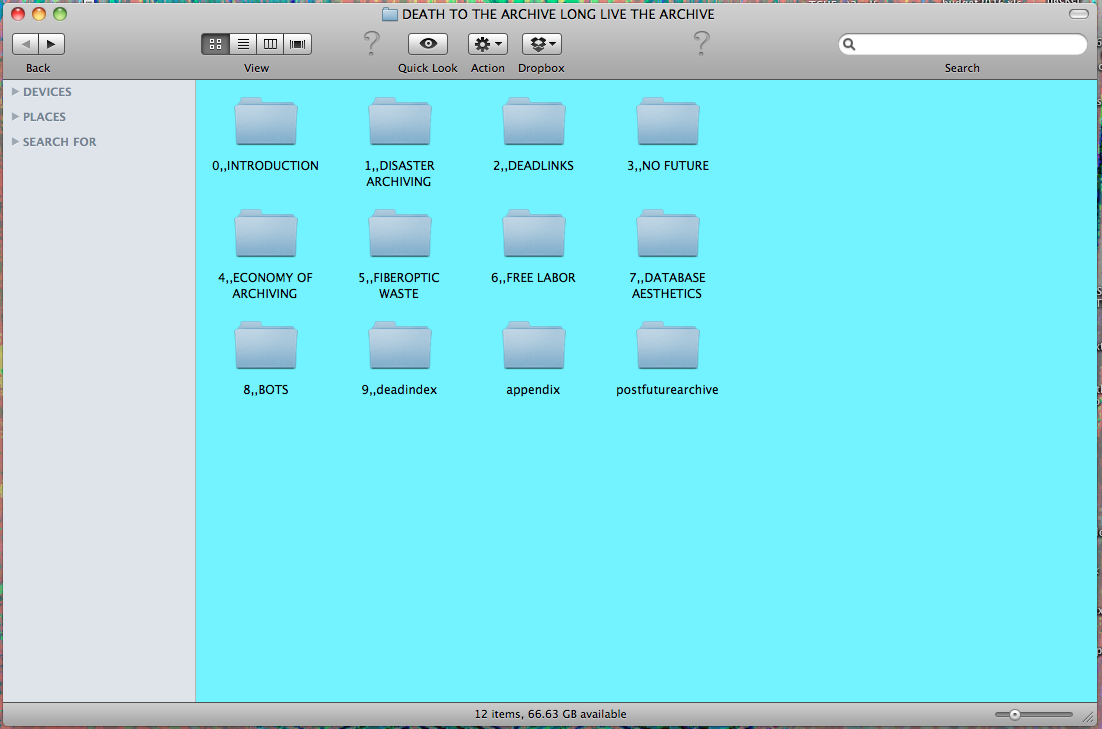 DEATH TO THE ARCHIVE LONG LIVE THE ARCHIVE
Back
View
Quick Look
Action
Dropbox
Search
DEVICES
PLACES
SEARCH FOR
0,,INTRODUCTION
1,,DISASTER
ARCHIVING
2,,DEADLINKS
3,,NO FUTURE
4,,ECONOMY OF
ARCHIVING
5,,FIBEROPTIC
WASTE
6,,FREE LABOR
7,,DATABASE
AESTHETICS
8,,BOTS
9,,deadindex
appendix
postfuturearchive
12 items, 66.63 GB available